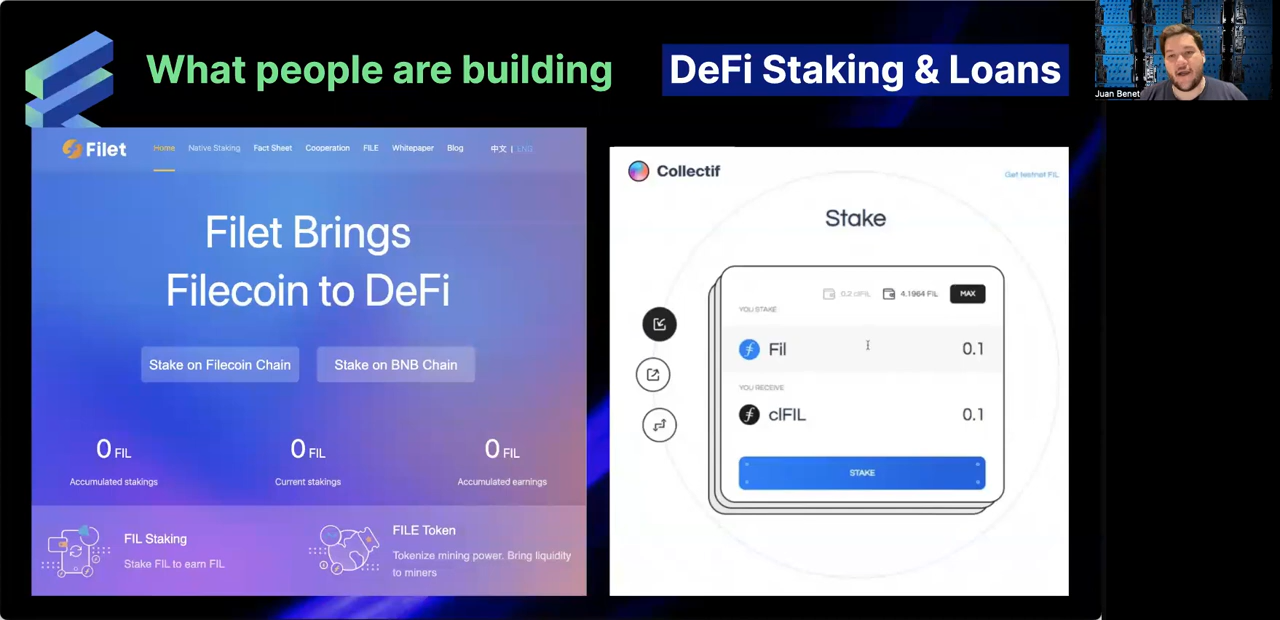 What people are building
DeFi Staking & Loans
Juan Benet
Filet
Home Native Staking Fact Sheet Cooperation FILE Whitepaper Blog 中文 | ENG
Filet Brings
Filecoin to DeFi
Stake on Filecoin Chain
Stake on BNB Chain
0 FIL
Accumulated stakings
0 FIL
Current stakings
0 FIL
Accumulated earnings
FIL Staking
Stake FIL to earn FIL
FILE Token
Tokenize mining power. Bring liquidity
to miners
Collectif
Get testnet FIL
Stake
0.2 clFIL 4.1964 FIL MAX
YOU STAKE
Fil 0.1
YOU RECEIVE
clFIL 0.1
STAKE